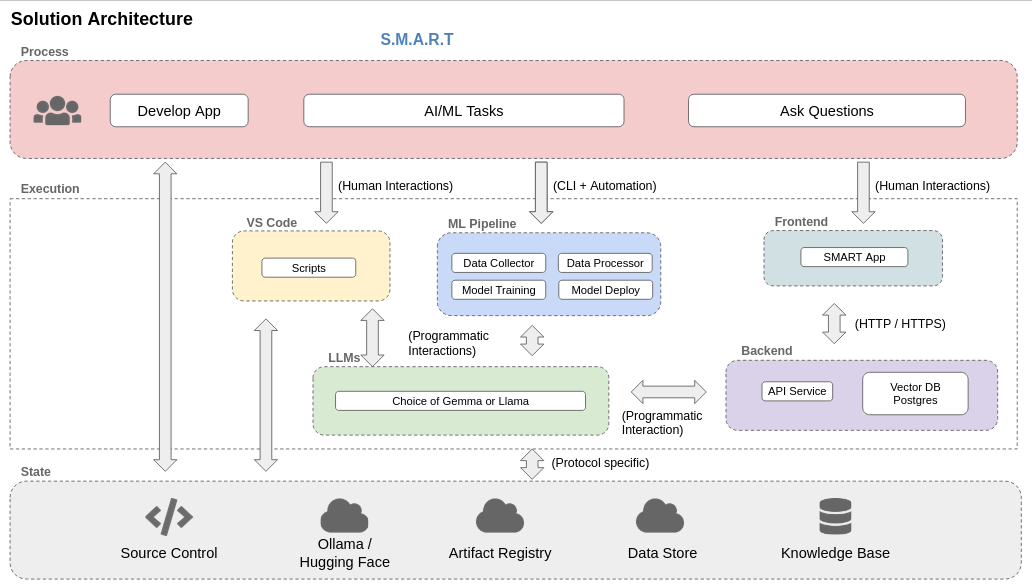 Solution Architecture
S.M.A.R.T
Process
Develop App
AI/ML Tasks
Ask Questions
Execution
(Human Interactions)
(CLI + Automation)
(Human Interactions)
VS Code
ML Pipeline
Frontend
Scripts
Data Collector
Data Processor
Model Training
Model Deploy
SMART App
(Programmatic
Interactions)
(HTTP / HTTPS)
LLMs
Backend
Choice of Gemma or Llama
API Service
Vector DB
Postgres
(Programmatic
Interaction)
(Protocol specific)
State
Source Control
Ollama /
Hugging Face
Artifact Registry
Data Store
Knowledge Base